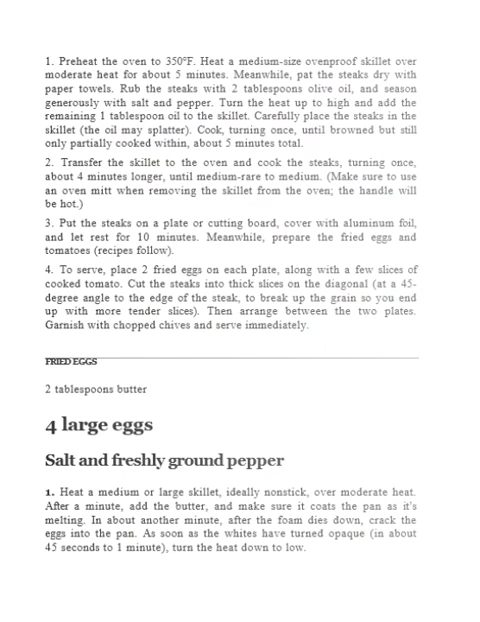 1. Preheat the oven to 350°F. Heat a medium-size ovenproof skillet over
moderate heat for about 5 minutes. Meanwhile, pat the steaks dry with
paper towels. Rub the steaks with 2 tablespoons olive oil, and season
generously with salt and pepper. Turn the heat up to high and add the
remaining 1 tablespoon oil to the skillet. Carefully place the steaks in the
skillet (the oil may splatter). Cook, turning once, until browned but still
only partially cooked within, about 5 minutes total.
2. Transfer the skillet to the oven and cook the steaks, turning once,
about 4 minutes longer, until medium-rare to medium. (Make sure to use
an oven mitt when removing the skillet from the oven; the handle will
be hot.)
3. Put the steaks on a plate or cutting board, cover with aluminum foil,
and let rest for 10 minutes. Meanwhile, prepare the fried eggs and
tomatoes (recipes follow).
4. To serve, place 2 fried eggs on each plate, along with a few slices of
cooked tomato. Cut the steaks into thick slices on the diagonal (at a 45-
degree angle to the edge of the steak, to break up the grain so you end
up with more tender slices). Then arrange between the two plates.
Garnish with chopped chives and serve immediately.
FRIED EGGS
2 tablespoons butter
4 large eggs
Salt and freshly ground pepper
1. Heat a medium or large skillet, ideally nonstick, over moderate heat.
After a minute, add the butter, and make sure it coats the pan as it's
melting. In about another minute, after the foam dies down, crack the
eggs into the pan. As soon as the whites have turned opaque (in about
45 seconds to 1 minute), turn the heat down to low.